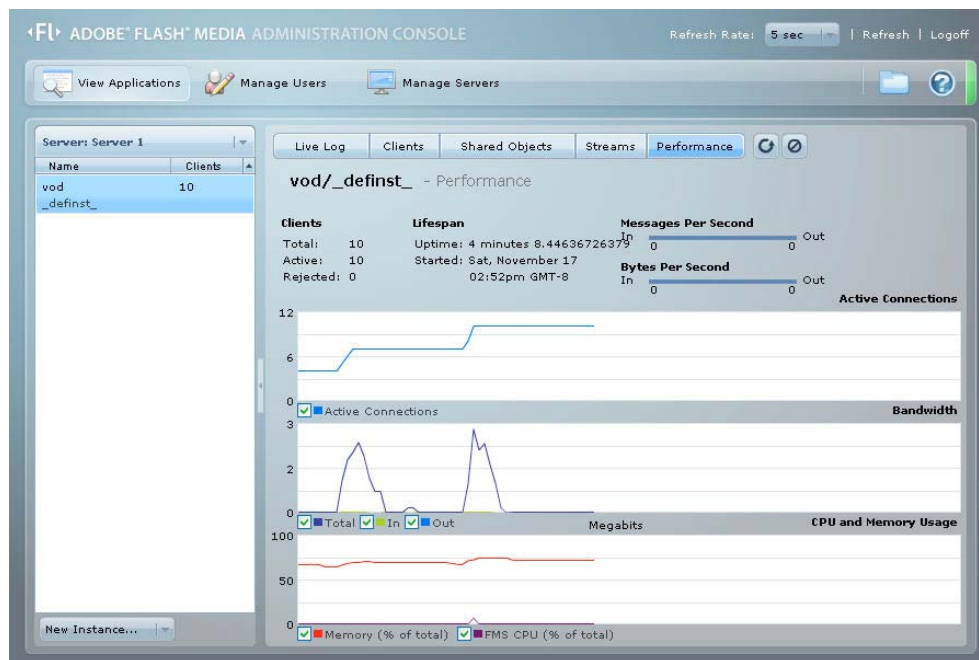 Fl ADOBE® FLASH® MEDIA ADMINISTRATION CONSOLE
Refresh Rate: 5 sec | Refresh | Logoff
View Applications Manage Users Manage Servers
Server: Server 1
Name Clients
vod 10
_definst_
New Instance...
Live Log Clients Shared Objects Streams Performance
vod/_definst_ - Performance
Clients
Total: 10
Active: 10
Rejected: 0
Lifespan
Uptime: 4 minutes 8.44636726379
Started: Sat, November 17
02:52pm GMT-8
Messages Per Second
In Out
0 0
Bytes Per Second
In Out
0 0
Active Connections
12
6
0
Active Connections
Bandwidth
3
2
0
Total In Out
Megabits
CPU and Memory Usage
100
50
0
Memory (% of total) FMS CPU (% of total)